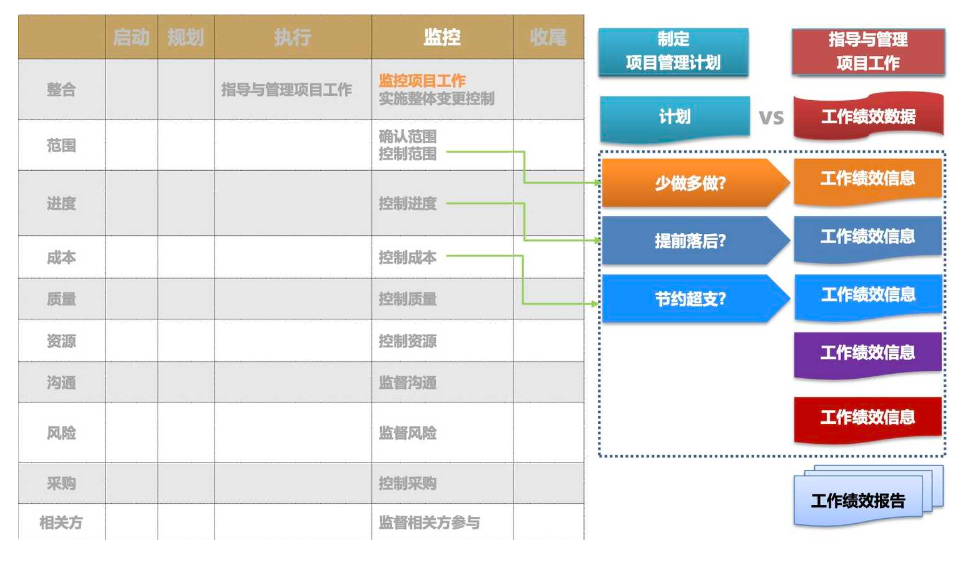 启动 规划 执行 监控 收尾
整合 指导与管理项目工作 监控项目工作
实施整体变更控制
范围 确认范围
控制范围
进度 控制进度
成本 控制成本
质量 控制质量
资源 控制资源
沟通 监督沟通
风险 监督风险
采购 控制采购
相关方 监督相关方参与
制定
项目管理计划
指导与管理
项目工作
计划 VS 工作绩效数据
少做多做? 工作绩效信息
提前落后? 工作绩效信息
节约超支? 工作绩效信息
工作绩效信息
工作绩效信息
工作绩效报告